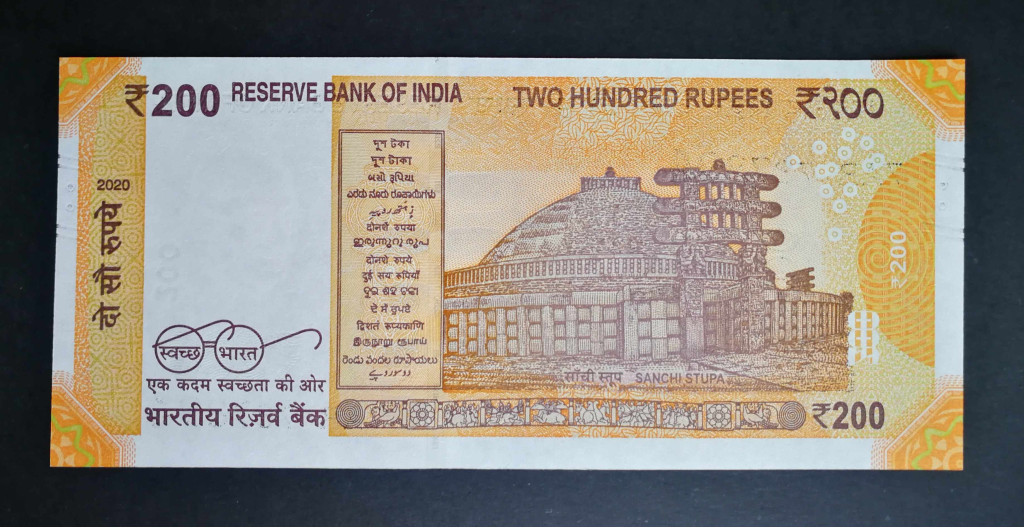 ₹200 RESERVE BANK OF INDIA TWO HUNDRED RUPEES ₹२००
2020
दो सौ रुपये
দুশ টকা
দুশ টাকা
બસો રૂપિયા
ಎರಡು ನೂರು ರೂಪಾಯಿಗಳು
दोनशें रुपया
ഇരുന്നൂറു രൂപ
दोनशे रुपये
दुई सय रुपियाँ
ଦୁଇ ଶହ ଟଙ୍କା
ਦੋ ਸੌ ਰੁਪਏ
द्विशतं रूप्यकाणि
இருநூறு ரூபாய்
రెండు వందల రూపాయలు
₹200
स्वच्छ भारत
एक कदम स्वच्छता की ओर
भारतीय रिज़र्व बैंक
साँची स्तूप SANCHI STUPA
₹200